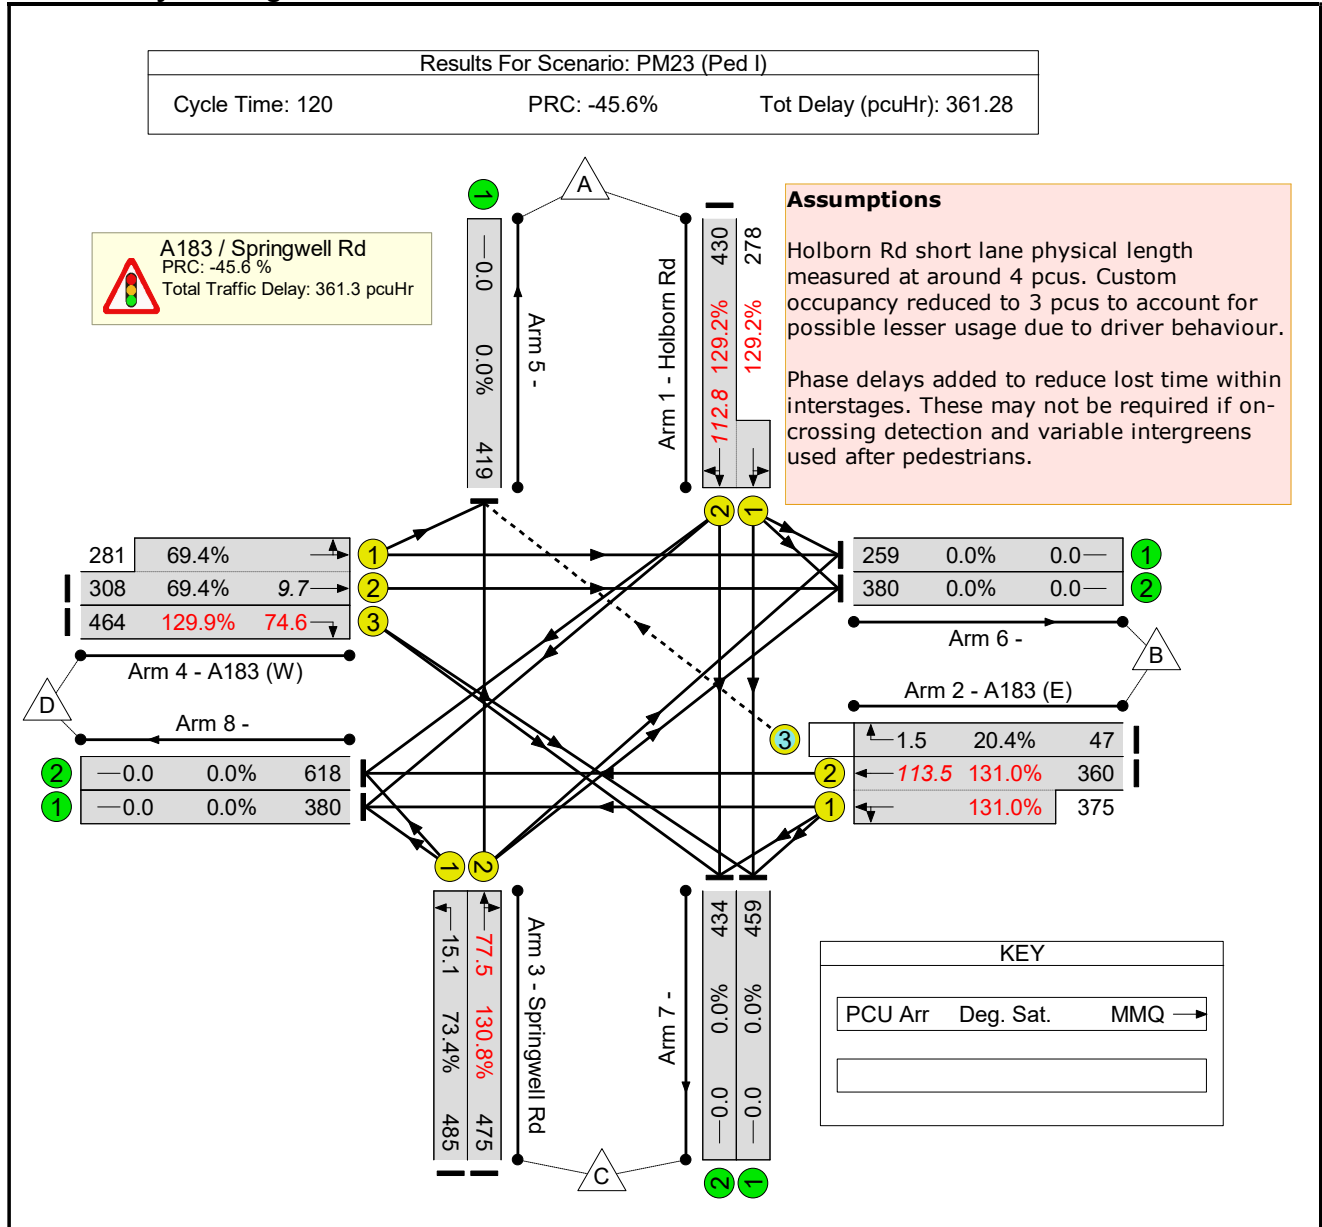 Results For Scenario: PM23 (Ped I)
Cycle Time: 120 PRC: -45.6% Tot Delay (pcuHr): 361.28
A183 / Springwell Rd
PRC: -45.6 %
Total Traffic Delay: 361.3 pcuHr
Assumptions
Holborn Rd short lane physical length
measured at around 4 pcus. Custom
occupancy reduced to 3 pcus to account for
possible lesser usage due to driver behaviour.
Phase delays added to reduce lost time within
interstages. These may not be required if on-
crossing detection and variable intergreens
used after pedestrians.
A
1
0.0 0.0% 419
Arm 5 -
Arm 1 - Holborn Rd
430 129.2% 112.8
278 129.2%
2
1
281 69.4%
1
308 69.4% 9.7
2
464 129.9% 74.6
3
Arm 4 - A183 (W)
D
Arm 8 -
2
0.0 0.0% 618
1
0.0 0.0% 380
259 0.0% 0.0
1
380 0.0% 0.0
2
Arm 6 -
B
Arm 2 - A183 (E)
3
1.5 20.4% 47
2
113.5 131.0% 360
1
131.0% 375
1
2
15.1 73.4% 485
77.5 130.8% 475
Arm 3 - Springwell Rd
C
Arm 7 -
434 0.0% 0.0
459 0.0% 0.0
2
1
KEY
PCU Arr Deg. Sat. MMQ